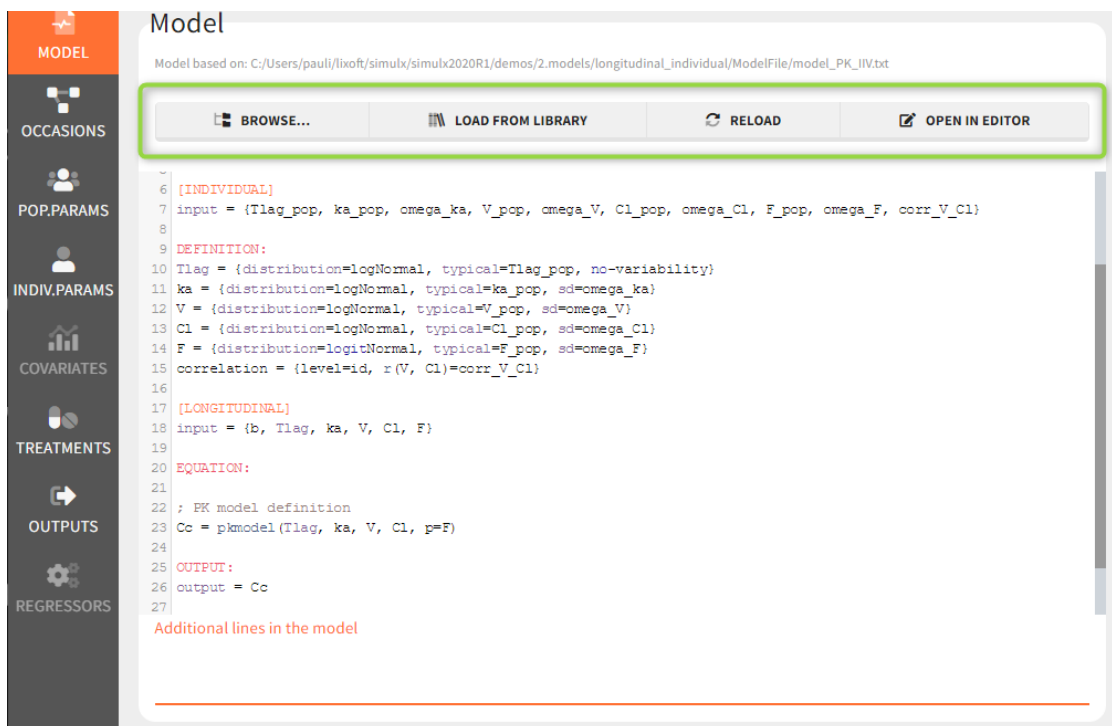 Model
Model based on: C:/Users/pauli/lixoft/simulx/simulx2020R1/demos/2.models/longitudinal_individual/ModelFile/model_PK_IIV.txt
BROWSE...
LOAD FROM LIBRARY
RELOAD
OPEN IN EDITOR
MODEL
OCCASIONS
POP.PARAMS
INDIV.PARAMS
COVARIATES
TREATMENTS
OUTPUTS
REGRESSORS
6 [INDIVIDUAL]
7 input = {Tlag_pop, ka_pop, omega_ka, V_pop, omega_V, Cl_pop, omega_Cl, F_pop, omega_F, corr_V_Cl}
8
9 DEFINITION:
10 Tlag = {distribution=logNormal, typical=Tlag_pop, no-variability}
11 ka = {distribution=logNormal, typical=ka_pop, sd=omega_ka}
12 V = {distribution=logNormal, typical=V_pop, sd=omega_V}
13 Cl = {distribution=logNormal, typical=Cl_pop, sd=omega_Cl}
14 F = {distribution=logitNormal, typical=F_pop, sd=omega_F}
15 correlation = {level=id, r(V, Cl)=corr_V_Cl}
16
17 [LONGITUDINAL]
18 input = {b, Tlag, ka, V, Cl, F}
19
20 EQUATION:
21
22 ; PK model definition
23 Cc = pkmodel(Tlag, ka, V, Cl, p=F)
24
25 OUTPUT:
26 output = Cc
27
Additional lines in the model